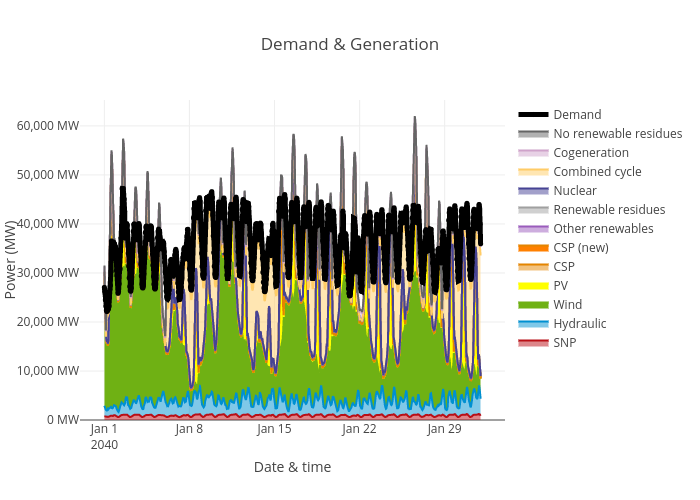 Demand & Generation
60,000 MW
50,000 MW
40,000 MW
30,000 MW
20,000 MW
10,000 MW
0 MW
Power (MW)
Jan 1
2040
Jan 8
Jan 15
Jan 22
Jan 29
Date & time
Demand
No renewable residues
Cogeneration
Combined cycle
Nuclear
Renewable residues
Other renewables
CSP (new)
CSP
PV
Wind
Hydraulic
SNP